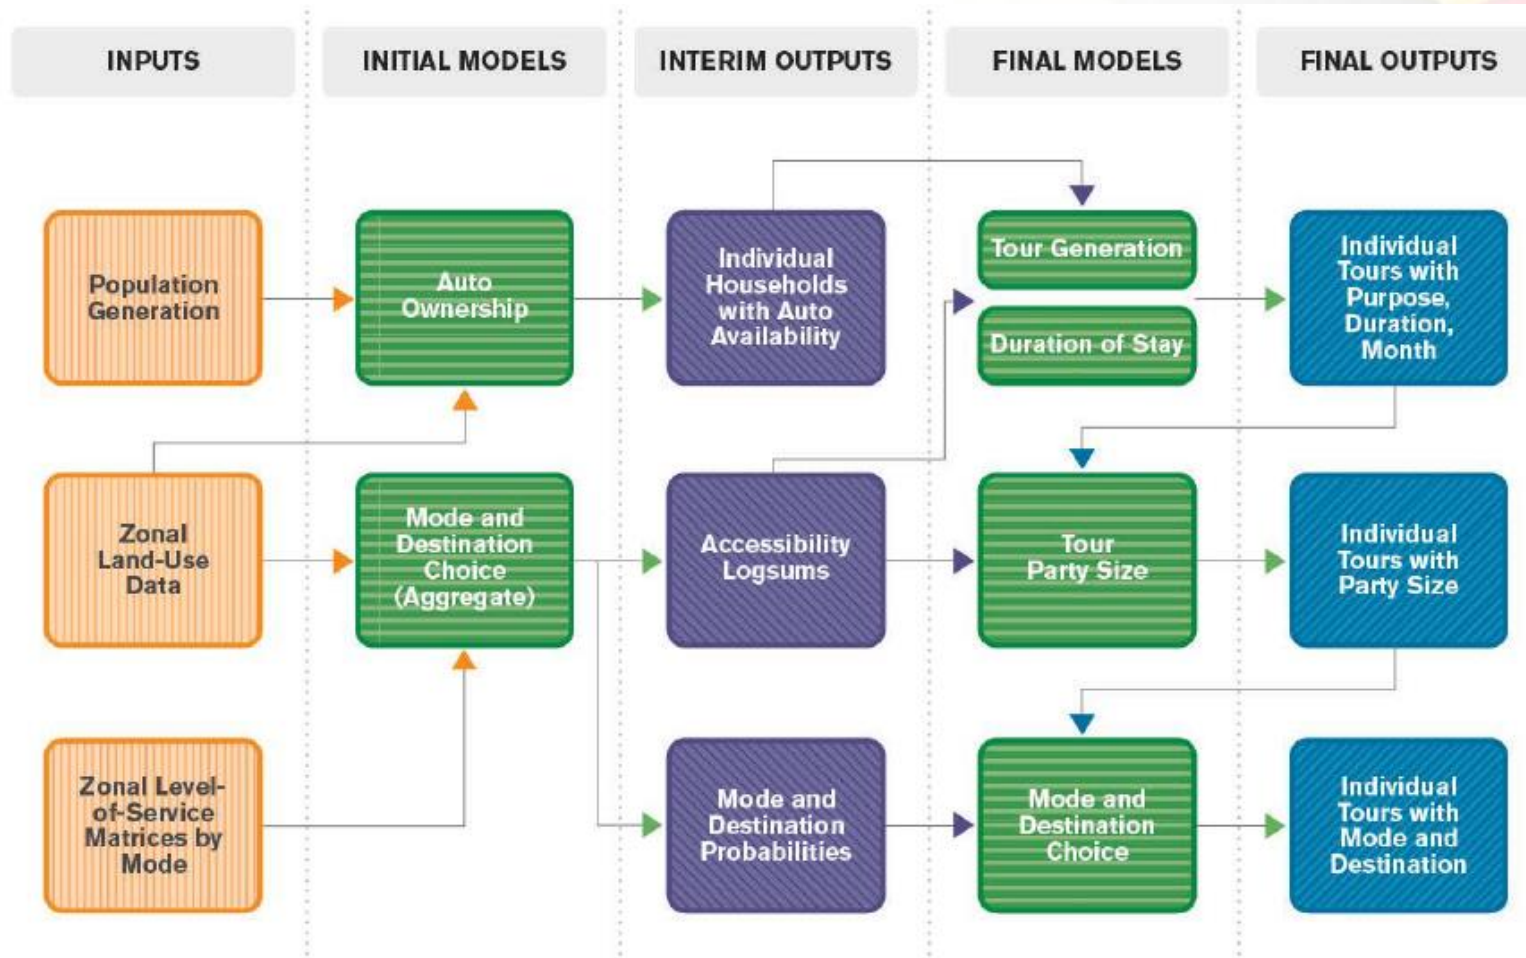 INPUTS
INITIAL MODELS
INTERIM OUTPUTS
FINAL MODELS
FINAL OUTPUTS
Population
Generation
Auto
Ownership
Individual
Households
with Auto
Availability
Tour Generation
Duration of Stay
Individual
Tours with
Purpose,
Duration,
Month
Zonal
Land-Use
Data
Mode and
Destination
Choice
(Aggregate)
Accessibility
Logsums
Tour
Party Size
Individual
Tours with
Party Size
Zonal Level-
of-Service
Matrices by
Mode
Mode and
Destination
Probabilities
Mode and
Destination
Choice
Individual
Tours with
Mode and
Destination